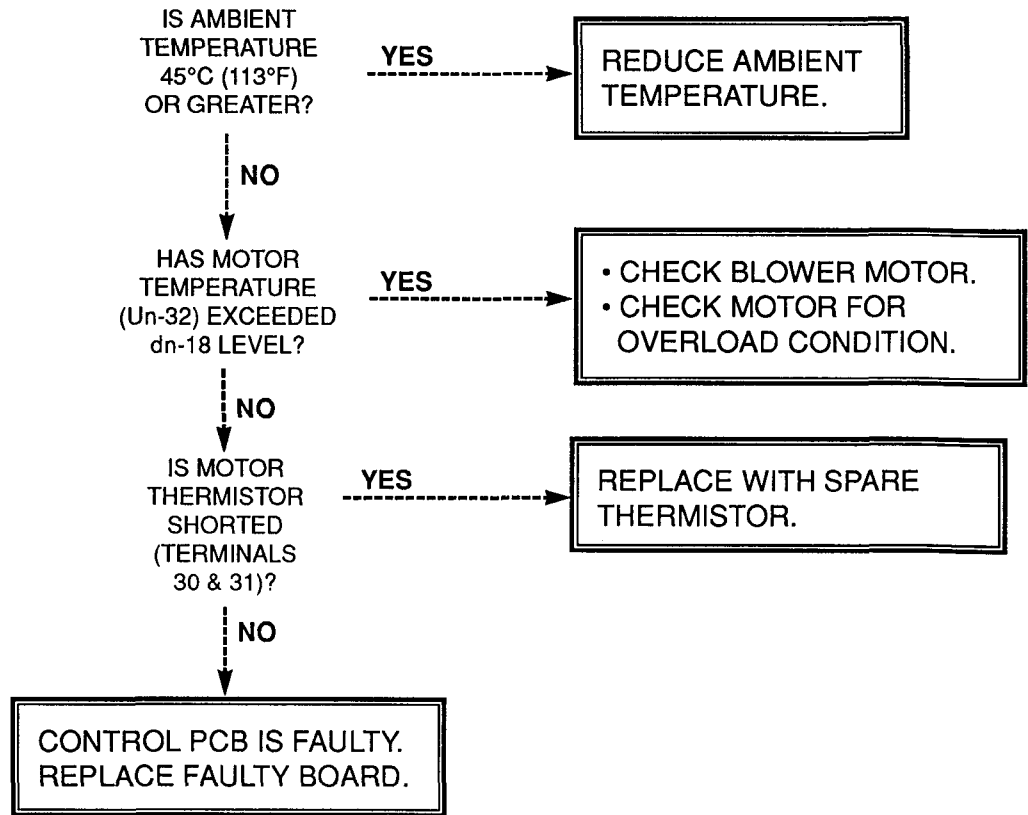 IS AMBIENT
TEMPERATURE
45°C (113°F)
OR GREATER?
YES
REDUCE AMBIENT
TEMPERATURE.
NO
HAS MOTOR
TEMPERATURE
(Un-32) EXCEEDED
dn-18 LEVEL?
YES
• CHECK BLOWER MOTOR.
• CHECK MOTOR FOR
OVERLOAD CONDITION.
NO
IS MOTOR
THERMISTOR
SHORTED
(TERMINALS
30 & 31)?
YES
REPLACE WITH SPARE
THERMISTOR.
NO
CONTROL PCB IS FAULTY.
REPLACE FAULTY BOARD.